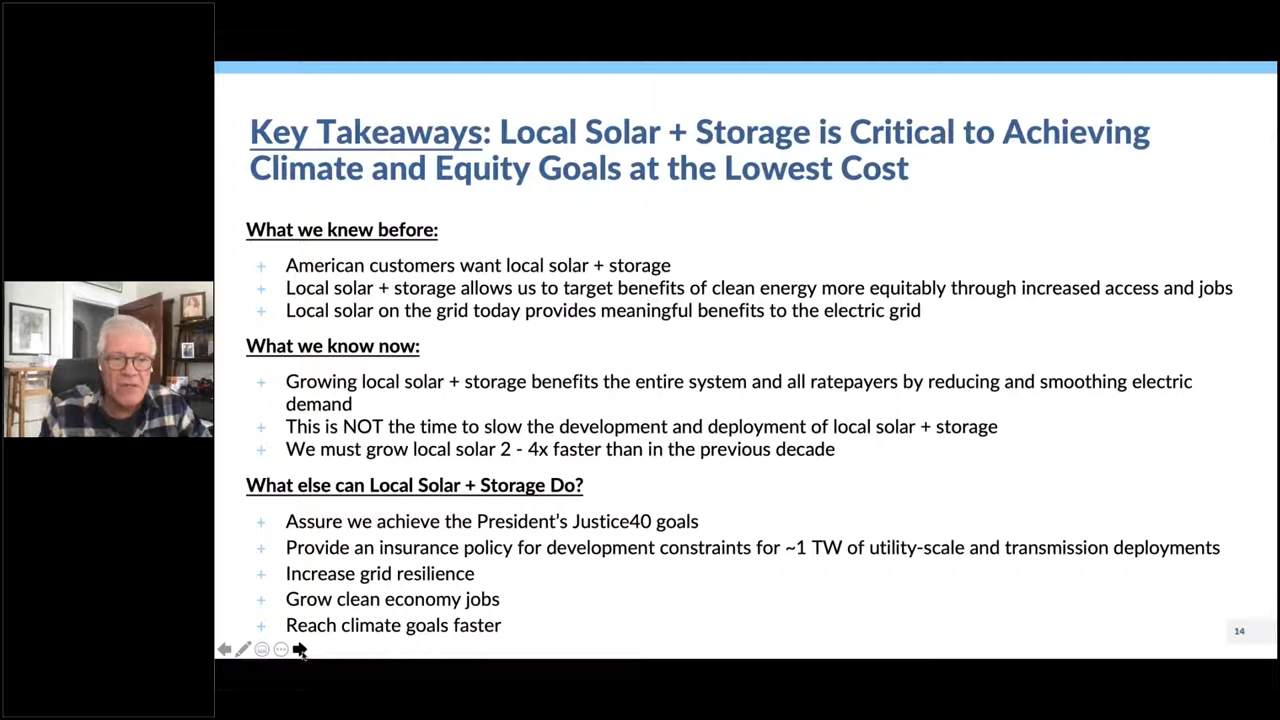 Key Takeaways: Local Solar + Storage is Critical to Achieving
Climate and Equity Goals at the Lowest Cost
What we knew before:
+ American customers want local solar + storage
+ Local solar + storage allows us to target benefits of clean energy more equitably through increased access and jobs
+ Local solar on the grid today provides meaningful benefits to the electric grid
What we know now:
+ Growing local solar + storage benefits the entire system and all ratepayers by reducing and smoothing electric
demand
+ This is NOT the time to slow the development and deployment of local solar + storage
+ We must grow local solar 2 - 4x faster than in the previous decade
What else can Local Solar + Storage Do?
+ Assure we achieve the President's Justice40 goals
+ Provide an insurance policy for development constraints for ~1 TW of utility-scale and transmission deployments
+ Increase grid resilience
+ Grow clean economy jobs
+ Reach climate goals faster
14